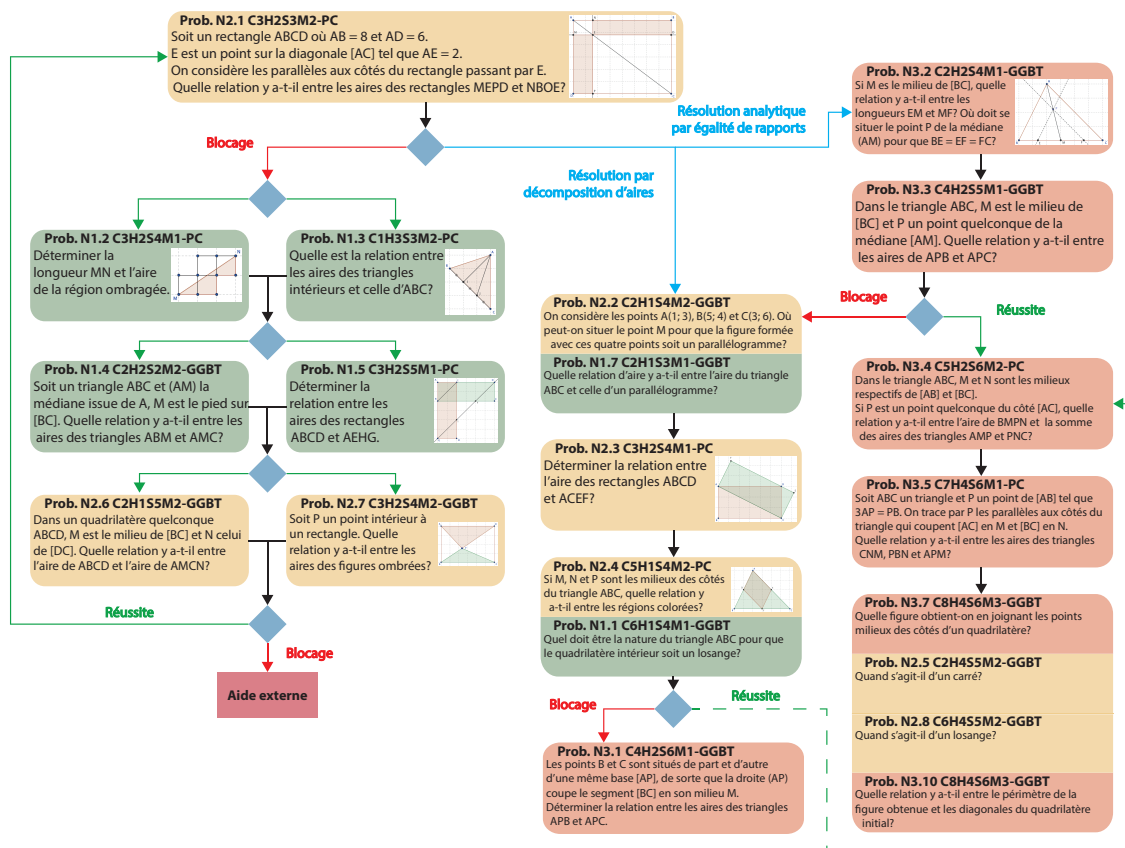 Prob. N2.1 C3H2S3M2-PC
Soit un rectangle ABCD où AB = 8 et AD = 6.
E est un point sur la diagonale [AC] tel que AE = 2.
On considère les parallèles aux côtés du rectangle passant par E.
Quelle relation y a-t-il entre les aires des rectangles MEPD et NBOE?
Blocage
Résolution analytique
par égalité de rapports
Résolution par
décomposition d'aires
Prob. N1.2 C3H2S4M1-PC
Déterminer la
longueur MN et l'aire
de la région ombragée.
Prob. N1.3 C1H3S3M2-PC
Quelle est la relation entre
les aires des triangles
intérieurs et celle d'ABC?
Prob. N1.4 C2H2S2M2-GGBT
Soit un triangle ABC et (AM) la
médiane issue de A, M est le pied sur
[BC]. Quelle relation y a-t-il entre les
aires des triangles ABM et AMC?
Prob. N1.5 C3H2S5M1-PC
Déterminer la
relation entre les
aires des rectangles
ABCD et AEHG.
Prob. N2.6 C2H1S5M2-GGBT
Dans un quadrilatère quelconque
ABCD, M est le milieu de [BC] et N celui
de [DC]. Quelle relation y a-t-il entre
l'aire de ABCD et l'aire de AMCN?
Prob. N2.7 C3H2S4M2-GGBT
Soit P un point intérieur à
un rectangle. Quelle
relation y a-t-il entre les
aires des figures ombrées?
Réussite
Blocage
Aide externe
Prob. N2.2 C2H1S4M2-GGBT
On considère les points A(1; 3), B(5; 4) et C(3; 6). Où
peut-on situer le point M pour que la figure formée
avec ces quatre points soit un parallélogramme?
Prob. N1.7 C2H1S3M1-GGBT
Quelle relation d'aire y a-t-il entre l'aire du triangle
ABC et celle d'un parallélogramme?
Prob. N2.3 C3H2S4M1-PC
Déterminer la relation entre
l'aire des rectangles ABCD
et ACEF?
Prob. N2.4 C5H1S4M2-PC
Si M, N et P sont les milieux des côtés
du triangle ABC, quelle relation y
a-t-il entre les régions colorées?
Prob. N1.1 C6H1S4M1-GGBT
Quel doit être la nature du triangle ABC pour que
le quadrilatère intérieur soit un losange?
Blocage
Réussite
Prob. N3.1 C4H2S6M1-GGBT
Les points B et C sont situés de part et d'autre
d'une même base [AP], de sorte que la droite (AP)
coupe le segment [BC] en son milieu M.
Déterminer la relation entre les aires des triangles
APB et APC.
Prob. N3.2 C2H2S4M1-GGBT
Si M es le milieu de [BC], quelle
relation y a-t-il entre les
longueurs EM et MF? Où doit se
situer le point P de la médiane
(AM) pour que BE = EF = FC?
Prob. N3.3 C4H2S5M1-GGBT
Dans le triangle ABC, M est le milieu de
[BC] et P un point quelconque de la
médiane [AM]. Quelle relation y a-t-il entre
les aires de APB et APC?
Blocage
Réussite
Prob. N3.4 C5H2S6M2-PC
Dans le triangle ABC, M et N sont les milieux
respectifs de [AB] et [BC].
Si P est un point quelconque du côté [AC], quelle
relation y a-t-il entre l'aire de BMPN et la somme
des aires des triangles AMP et PNC?
Prob. N3.5 C7H4S6M1-PC
Soit ABC un triangle et P un point de [AB] tel que
3AP = PB. On trace par P les parallèles aux côtés du
triangle qui coupent [AC] en M et [BC] en N.
Quelle relation y a-t-il entre les aires des triangles
CNM, PBN et APM?
Prob. N3.7 C8H4S6M3-GGBT
Quelle figure obtient-on en joignant les points
milieux des côtés d'un quadrilatère?
Prob. N2.5 C2H4S5M2-GGBT
Quand s'agit-il d'un carré?
Prob. N2.8 C6H4S5M2-GGBT
Quand s'agit-il d'un losange?
Prob. N3.10 C8H4S6M3-GGBT
Quelle relation y a-t-il entre le périmètre de la
figure obtenue et les diagonales du quadrilatère
initial?